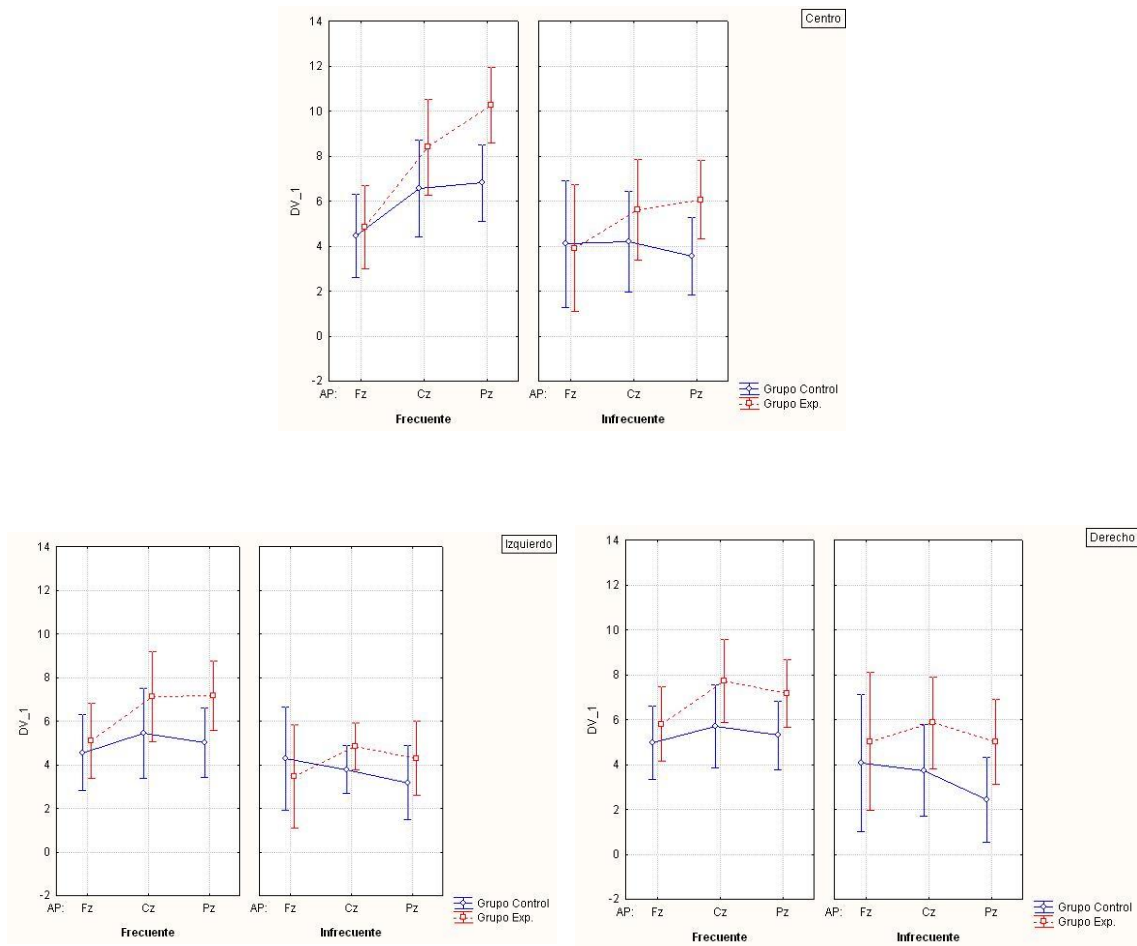 Centro
14
12
10
8
6
4
2
0
-2
DV_1
AP: Fz Cz Pz Fz Cz Pz
Frecuente Infrecuente
Grupo Control
Grupo Exp.
Izquierdo
14
12
10
8
6
4
2
0
-2
DV_1
AP: Fz Cz Pz Fz Cz Pz
Frecuente Infrecuente
Grupo Control
Grupo Exp.
Derecho
14
12
10
8
6
4
2
0
-2
DV_1
AP: Fz Cz Pz Fz Cz Pz
Frecuente Infrecuente
Grupo Control
Grupo Exp.